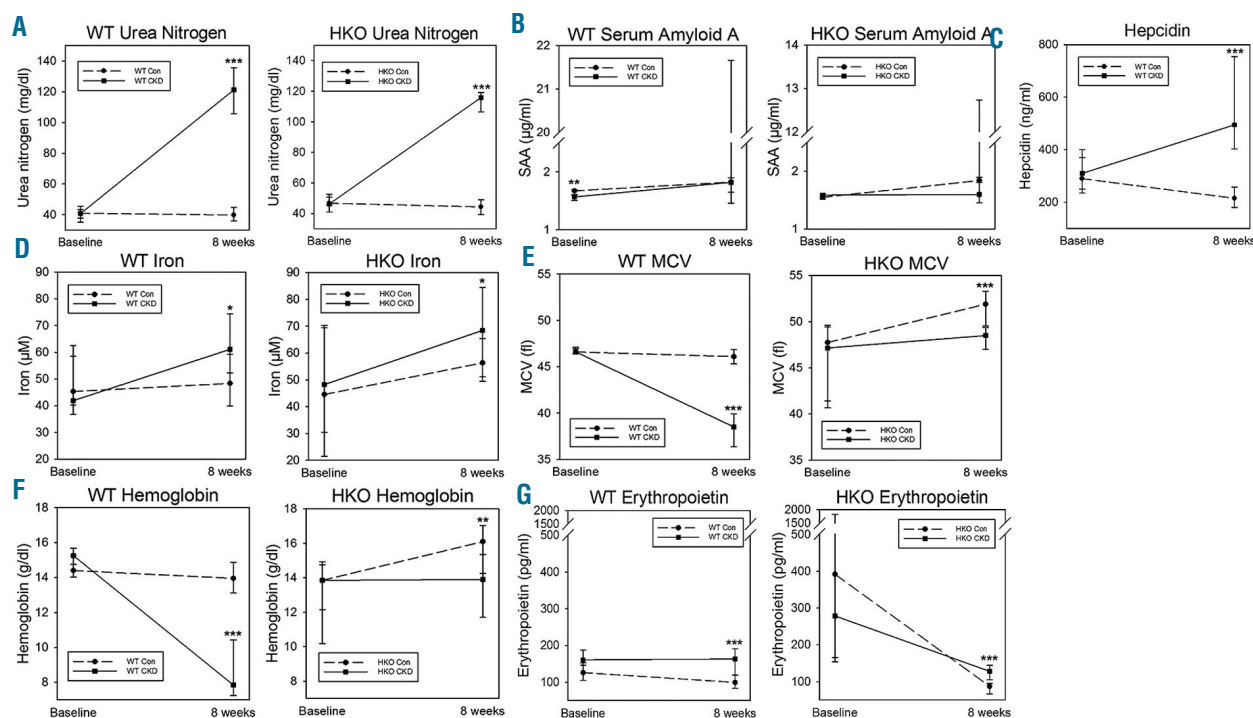 A
WT Urea Nitrogen
Urea nitrogen (mg/dl)
140
120
100
80
60
40
WT Con
WT CKD
***
Baseline
8 weeks
HKO Urea Nitrogen
Urea nitrogen (mg/dl)
140
120
100
80
60
40
HKO Con
HKO CKD
***
Baseline
8 weeks
B
WT Serum Amyloid A
SAA (µg/ml)
22
21
20
2
1
WT Con
WT CKD
**
Baseline
8 weeks
HKO Serum Amyloid A
SAA (µg/ml)
14
13
12
2
1
HKO Con
HKO CKD
Baseline
8 weeks
C
Hepcidin
Hepcidin (ng/ml)
800
600
400
200
WT Con
WT CKD
***
Baseline
8 weeks
D
WT Iron
Iron (µM)
90
80
70
60
50
40
30
20
WT Con
WT CKD
*
Baseline
8 weeks
HKO Iron
Iron (µM)
90
80
70
60
50
40
30
20
HKO Con
HKO CKD
*
Baseline
8 weeks
E
WT MCV
MCV (fl)
55
50
45
40
35
WT Con
WT CKD
***
Baseline
8 weeks
HKO MCV
MCV (fl)
55
50
45
40
35
HKO Con
HKO CKD
***
Baseline
8 weeks
F
WT Hemoglobin
Hemoglobin (g/dl)
18
16
14
12
10
8
WT Con
WT CKD
***
Baseline
8 weeks
HKO Hemoglobin
Hemoglobin (g/dl)
18
16
14
12
10
8
HKO Con
HKO CKD
**
Baseline
8 weeks
G
WT Erythropoietin
Erythropoietin (pg/ml)
2000
1500
500
400
300
200
100
WT Con
WT CKD
***
Baseline
8 weeks
HKO Erythropoietin
Erythropoietin (pg/ml)
2000
1500
500
400
300
200
100
HKO Con
HKO CKD
***
Baseline
8 weeks